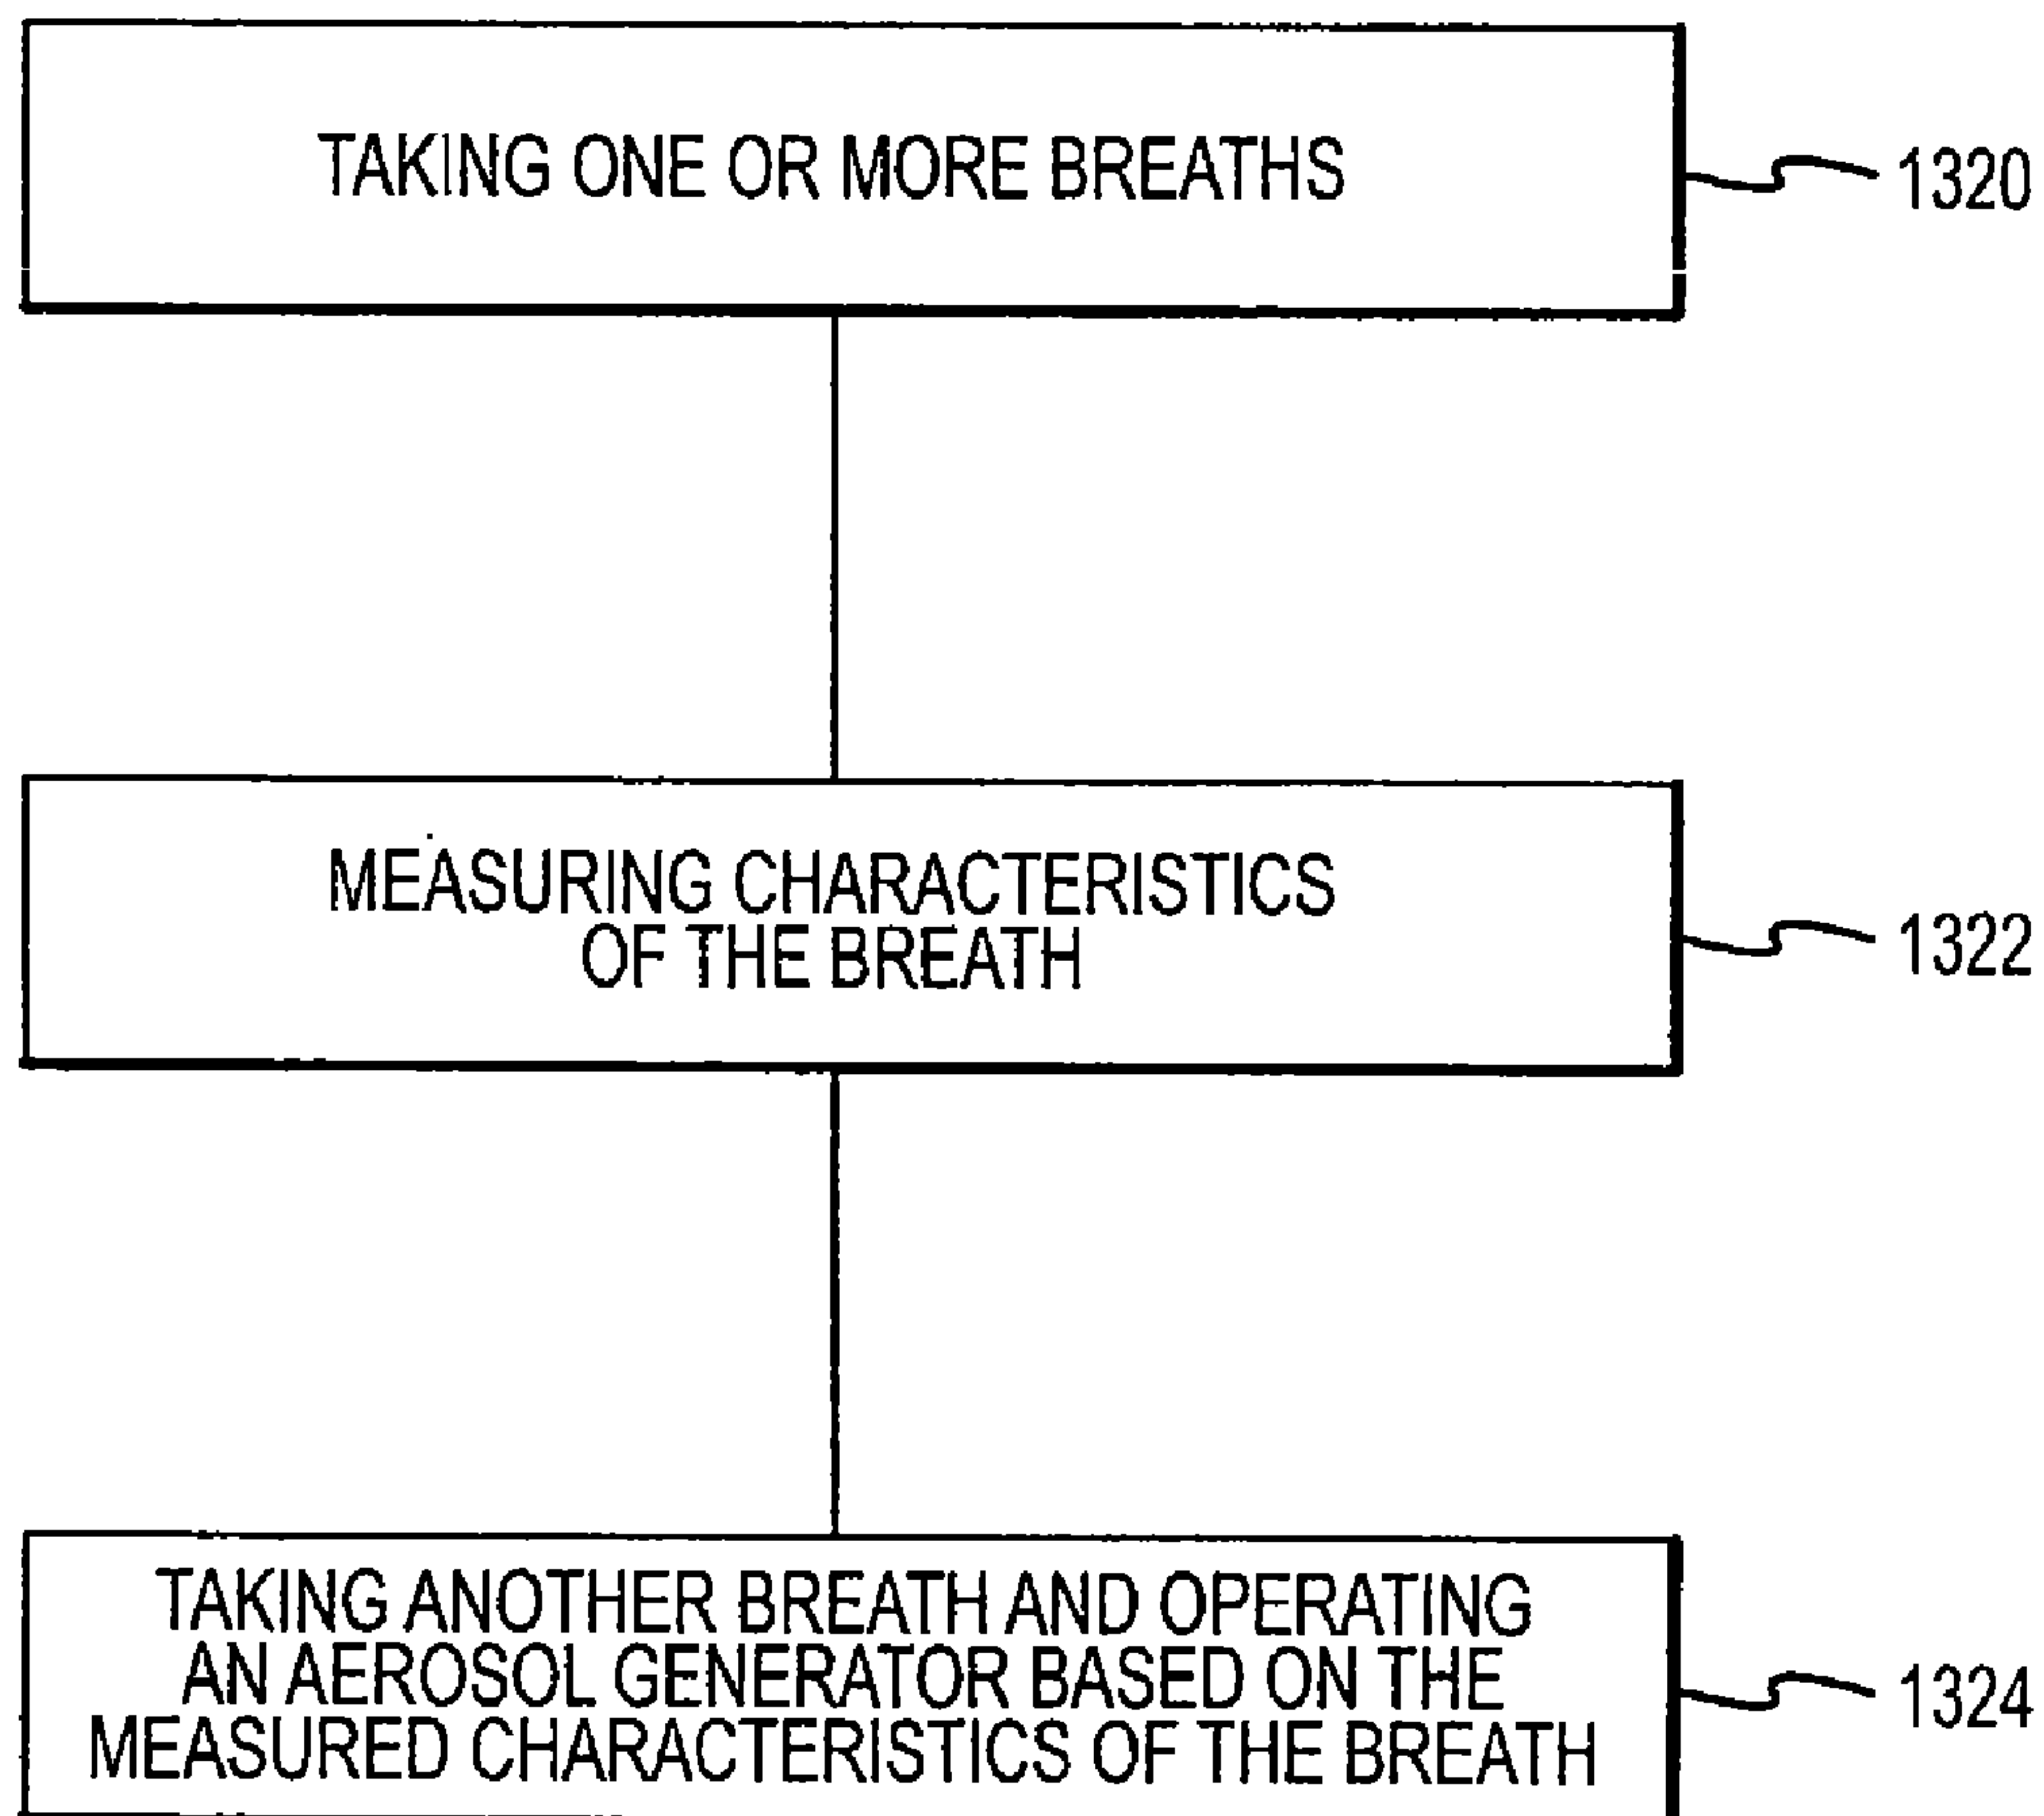 TAKING ONE OR MORE BREATHS
1320
MEASURING CHARACTERISTICS
OF THE BREATH
1322
TAKING ANOTHER BREATH AND OPERATING
AN AEROSOL GENERATOR BASED ON THE
MEASURED CHARACTERISTICS OF THE BREATH
1324